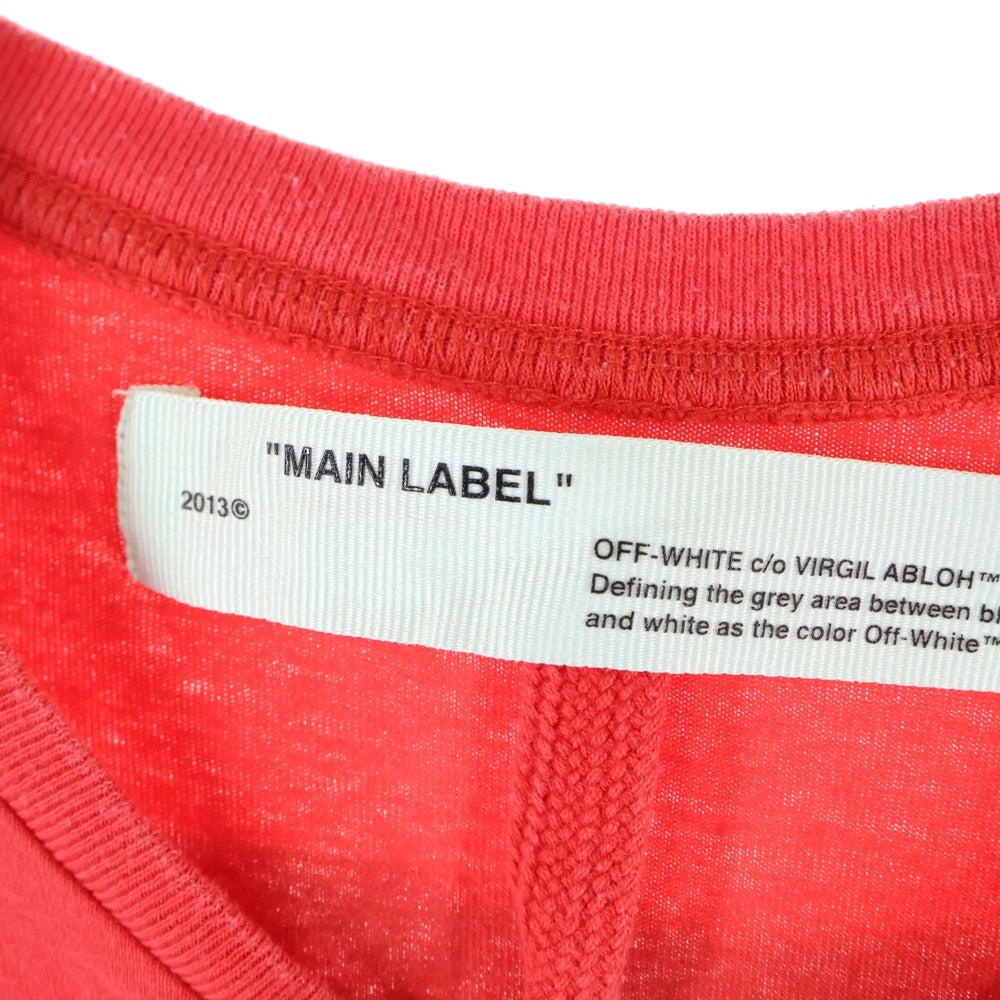 "MAIN LABEL"
2013©
OFF-WHITE c/o VIRGIL ABLOH™
Defining the grey area between
and white as the color Off-White™